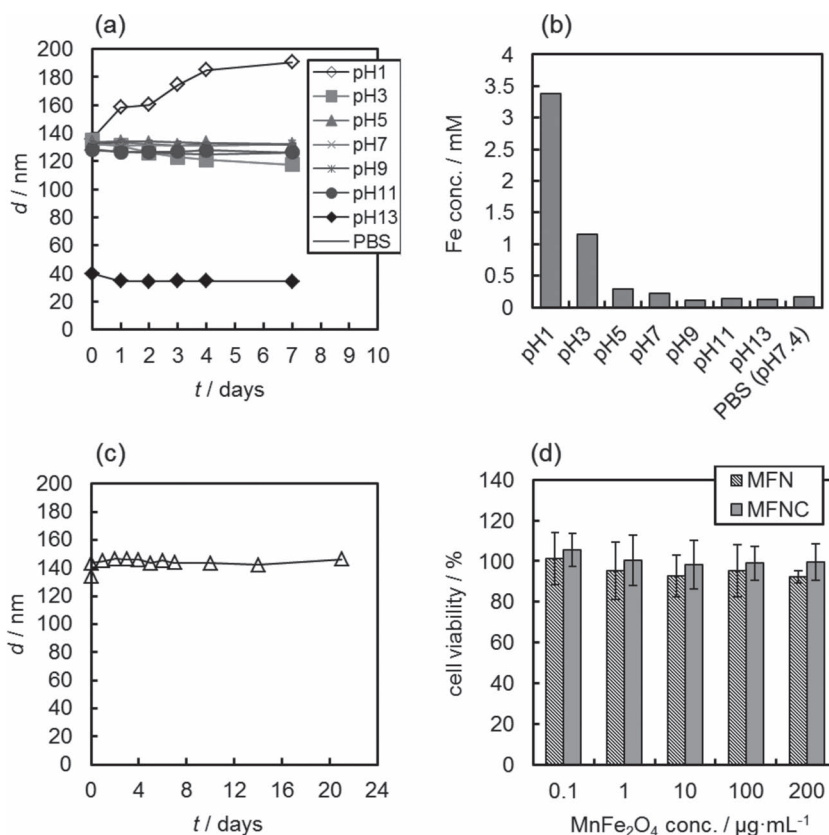 (a)
200
180
160
140
120
100
80
60
40
20
0
d / nm
0 1 2 3 4 5 6 7 8 9 10
t / days
pH1
pH3
pH5
pH7
pH9
pH11
pH13
PBS
(b)
4
3.5
3
2.5
2
1.5
1
0.5
0
Fe conc. / mM
pH1
pH3
pH5
pH7
pH9
pH11
pH13
PBS (pH7.4)
(c)
200
180
160
140
120
100
80
60
40
20
0
d / nm
0 4 8 12 16 20 24
t / days
(d)
140
120
100
80
60
40
20
0
cell viability / %
MFN
MFNC
0.1 1 10 100 200
MnFe₂O₄ conc. / µg·mL⁻¹